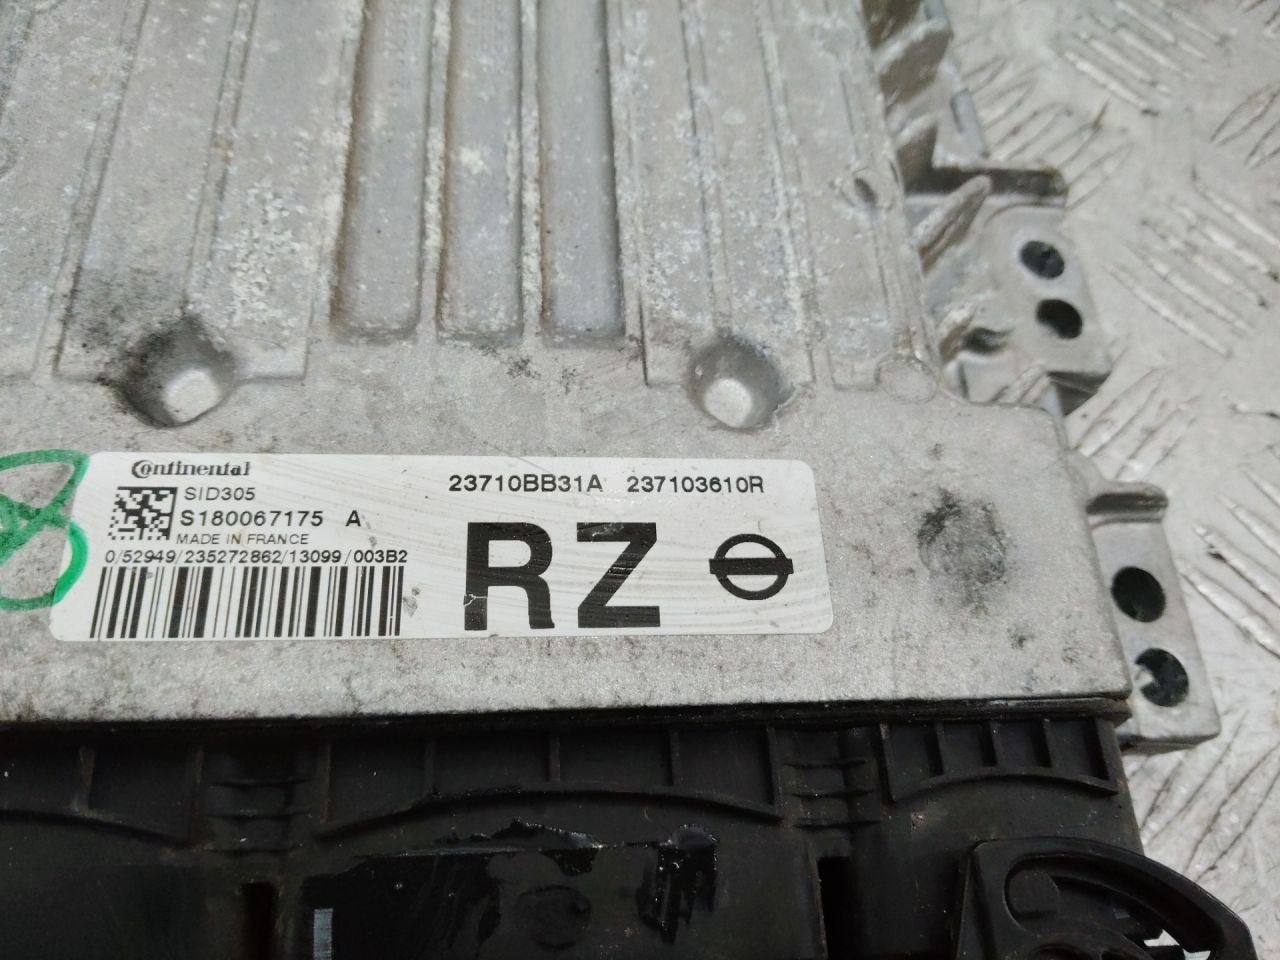 Continental
SID305
S180067175 A
MADE IN FRANCE
0/52949/235272862/13099/003B2
23710BB31A 237103610R
RZ